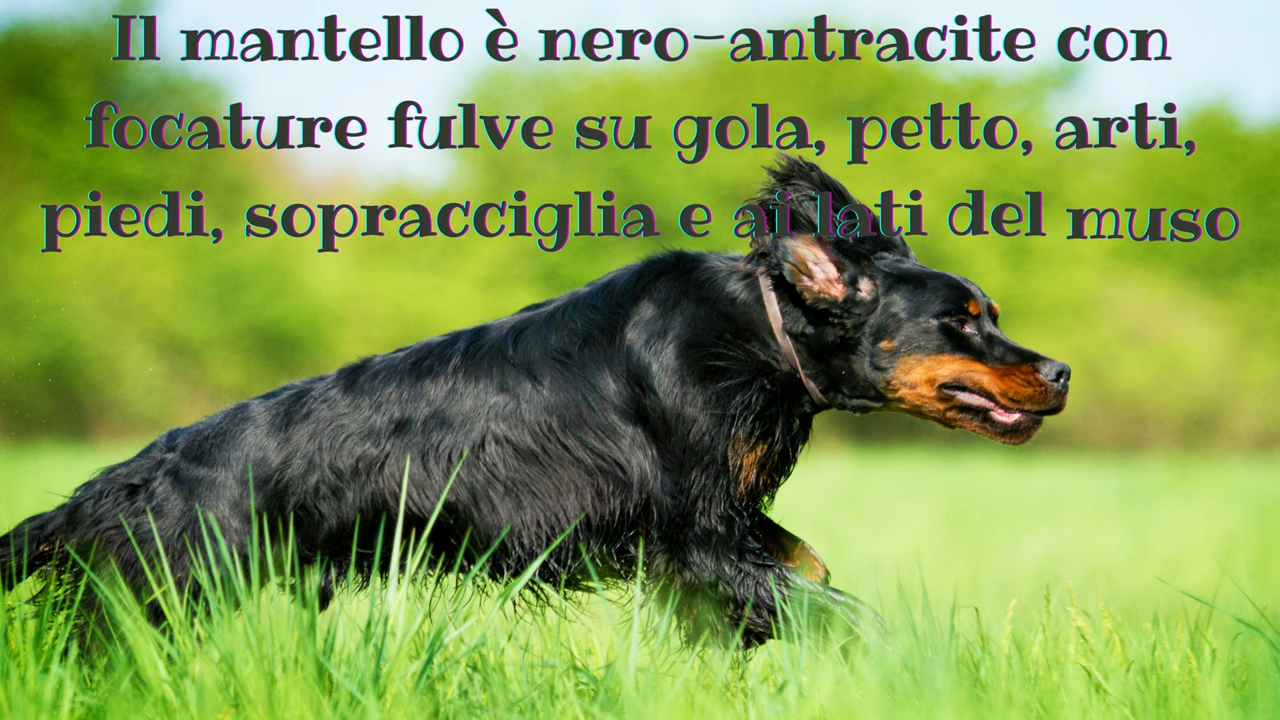 Il mantello è nero-antracite con
focature fulve su gola, petto, arti,
piedi, sopracciglia e ai lati del muso